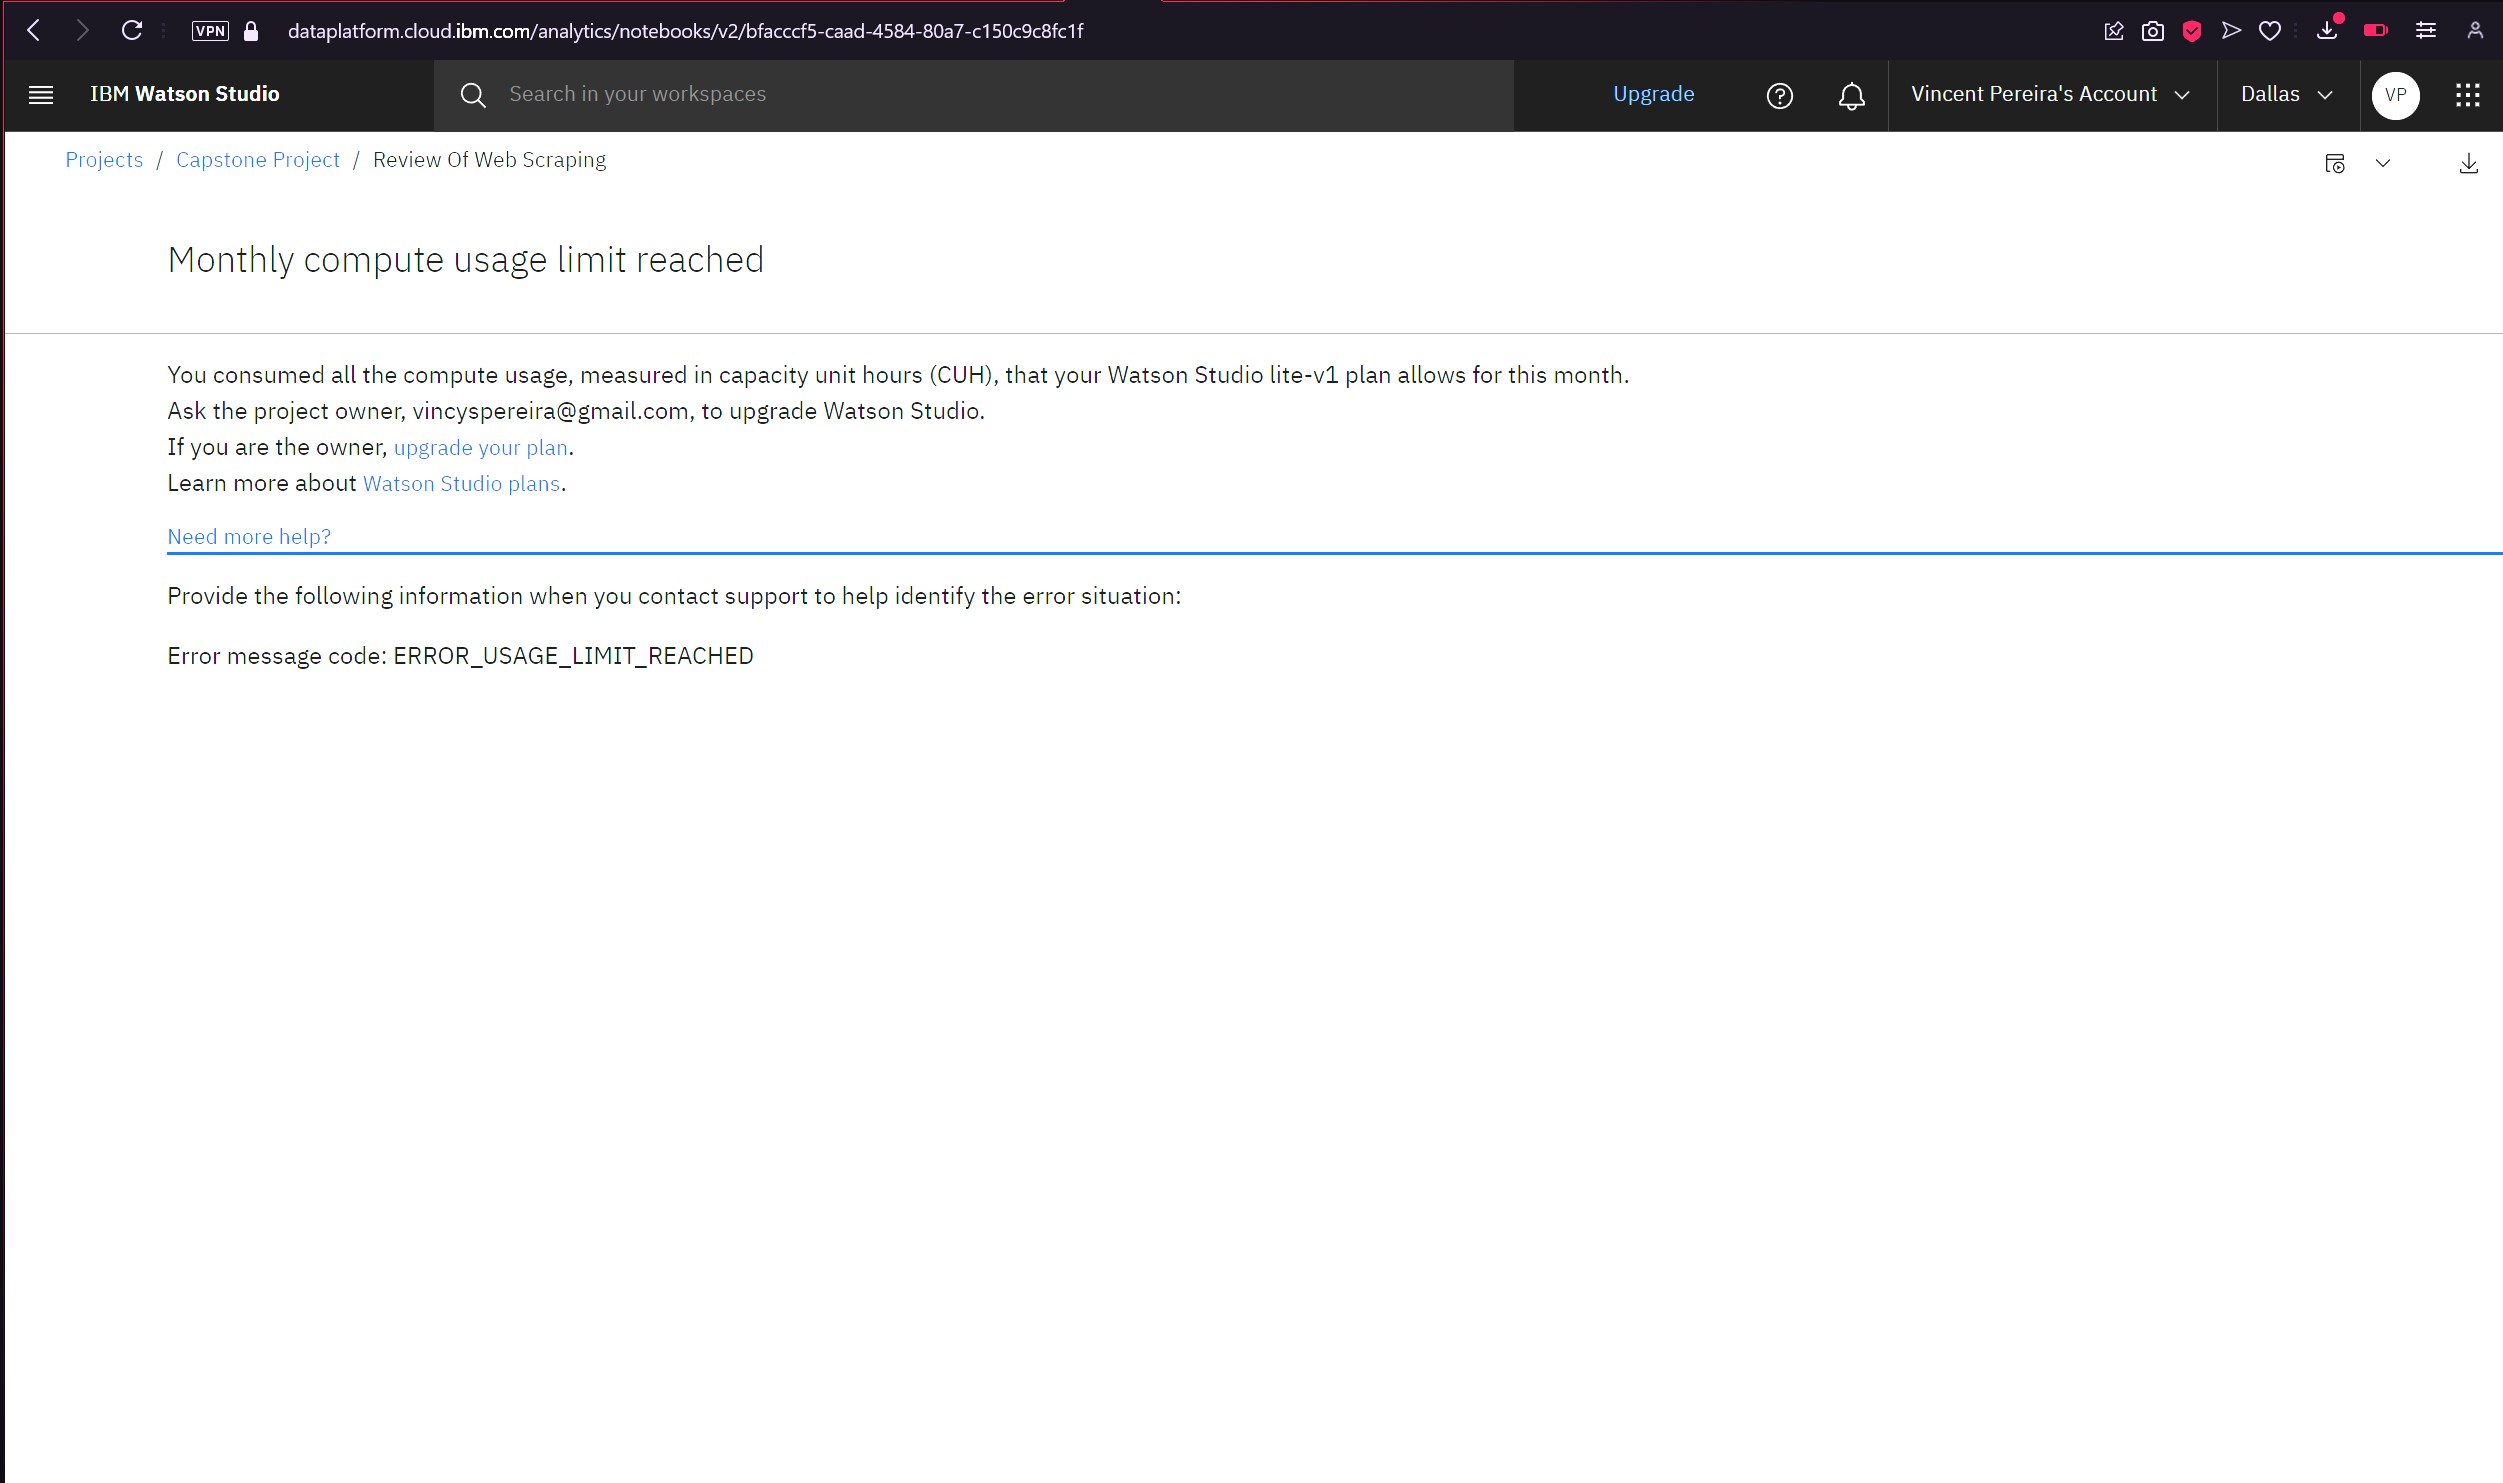 VPN
dataplatform.cloud.ibm.com/analytics/notebooks/v2/bfacccf5-caad-4584-80a7-c150c9c8fc1f
IBM Watson Studio
Search in your workspaces
Upgrade
Vincent Pereira's Account
Dallas
VP
Projects / Capstone Project / Review Of Web Scraping
Monthly compute usage limit reached
You consumed all the compute usage, measured in capacity unit hours (CUH), that your Watson Studio lite-v1 plan allows for this month.
Ask the project owner, vincyspereira@gmail.com, to upgrade Watson Studio.
If you are the owner, upgrade your plan.
Learn more about Watson Studio plans.
Need more help?
Provide the following information when you contact support to help identify the error situation:
Error message code: ERROR_USAGE_LIMIT_REACHED